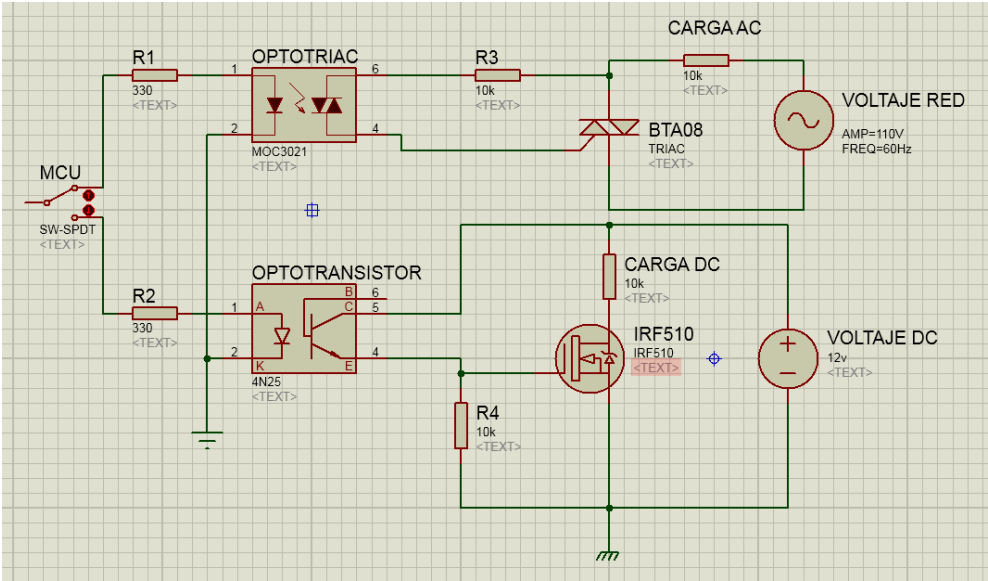 CARGA AC
10k
<TEXT>
R1
330
<TEXT>
OPTOTRIAC
1
6
2
4
MOC3021
<TEXT>
R3
10k
<TEXT>
VOLTAJE RED
AMP=110V
FREQ=60Hz
BTA08
TRIAC
<TEXT>
MCU
SW-SPDT
<TEXT>
OPTOTRANSISTOR
1
A
B
6
C
5
2
K
E
4
4N25
<TEXT>
R2
330
<TEXT>
CARGA DC
10k
<TEXT>
IRF510
IRF510
<TEXT>
VOLTAJE DC
12v
<TEXT>
R4
10k
<TEXT>